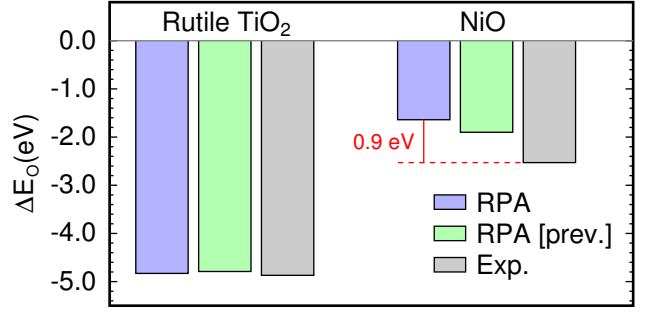 Rutile TiO₂ NiO
0.0
-1.0
-2.0
-3.0
-4.0
-5.0
ΔE₀(eV)
0.9 eV
RPA
RPA [prev.]
Exp.